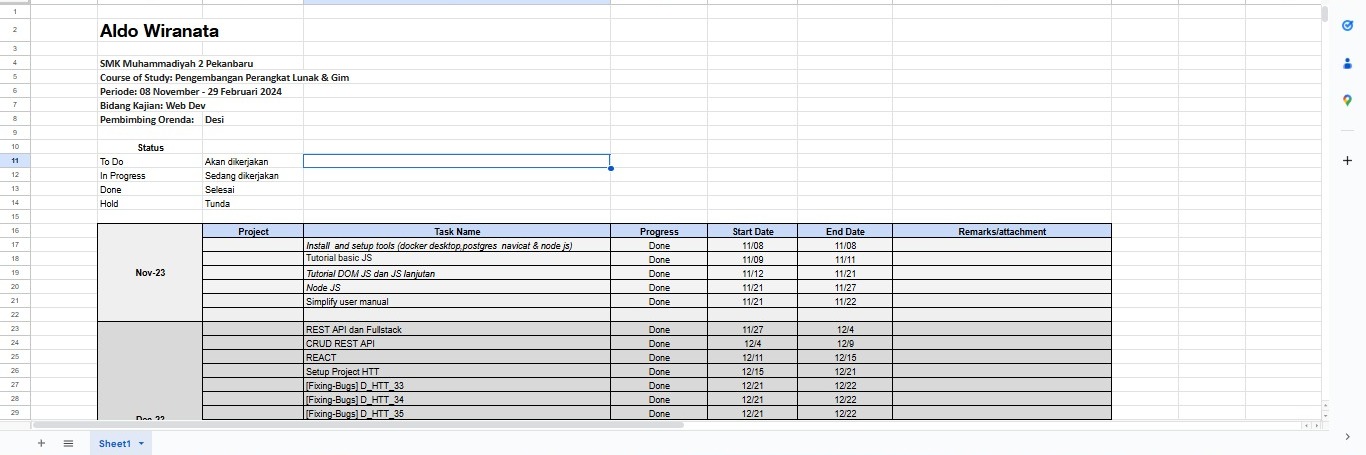 1
2 Aldo Wiranata
3
4 SMK Muhammadiyah 2 Pekanbaru
5 Course of Study: Pengembangan Perangkat Lunak & Gim
6 Periode: 08 November - 29 Februari 2024
7 Bidang Kajian: Web Dev
8 Pembimbing Orenda: Desi
9
10 Status
11 To Do Akan dikerjakan
12 In Progress Sedang dikerjakan
13 Done Selesai
14 Hold Tunda
15
16 Project Task Name Progress Start Date End Date Remarks/attachment
17 Install and setup tools (docker desktop,postgres navicat & node js) Done 11/08 11/08
18 Tutorial basic JS Done 11/09 11/11
19 Nov-23 Tutorial DOM JS dan JS lanjutan Done 11/12 11/21
20 Node JS Done 11/21 11/27
21 Simplify user manual Done 11/21 11/22
22
23 REST API dan Fullstack Done 11/27 12/4
24 CRUD REST API Done 12/4 12/9
25 REACT Done 12/11 12/15
26 Setup Project HTT Done 12/15 12/21
27 [Fixing-Bugs] D_HTT_33 Done 12/21 12/22
28 [Fixing-Bugs] D_HTT_34 Done 12/21 12/22
29 [Fixing-Bugs] D_HTT_35 Done 12/21 12/22
Sheet1